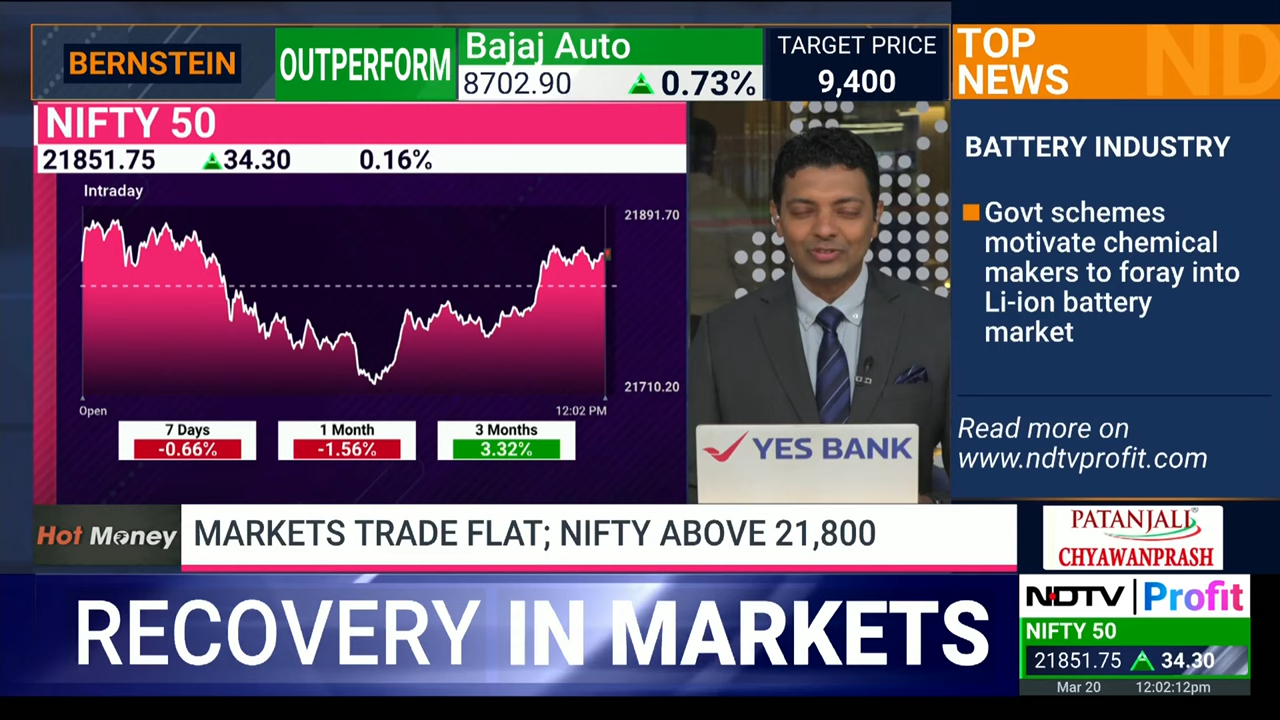 BERNSTEIN
OUTPERFORM
Bajaj Auto
8702.90 0.73%
TARGET PRICE
9,400
TOP
NEWS
ND
NIFTY 50
21851.75 34.30 0.16%
Intraday
21891.70
21710.20
Open 12:02 PM
7 Days
-0.66%
1 Month
-1.56%
3 Months
3.32%
YES BANK
BATTERY INDUSTRY
Govt schemes
motivate chemical
makers to foray into
Li-ion battery
market
Read more on
www.ndtvprofit.com
Hot Money
MARKETS TRADE FLAT; NIFTY ABOVE 21,800
PATANJALI
CHYAWANPRASH
RECOVERY IN MARKETS
NDTV Profit
NIFTY 50
21851.75 34.30
Mar 20 12:02:12pm